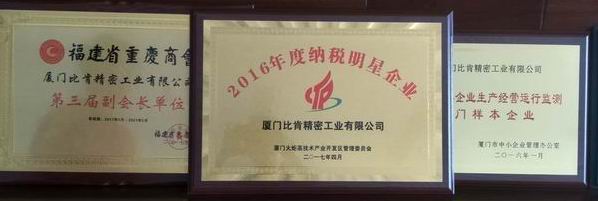 福建省重慶商會
厦门比肯精密工业有限公司
第三届副会长单位
2016年度纳税明星企业
厦门比肯精密工业有限公司
厦门火炬高技术产业开发区管理委员会
二〇一七年四月
门比肯精密工业有限公司
企业生产经营运行监测
门样本企业
厦门市中小企业管理办公室
二〇一六年一月